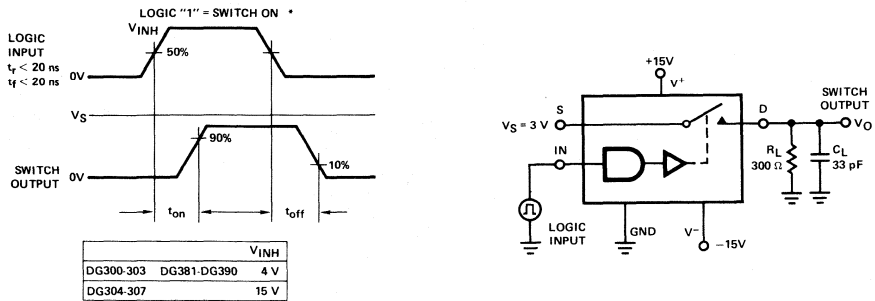 LOGIC "1" = SWITCH ON *
LOGIC
INPUT
tr < 20 ns
tf < 20 ns
VINH
50%
0V
VS
90%
10%
SWITCH
OUTPUT
0V
ton
toff
VINH
DG300-303 DG381-DG390 4 V
DG304-307 15 V
+15V
V+
SWITCH
OUTPUT
VS = 3 V
S
D
VO
IN
RL
300 Ω
CL
33 pF
LOGIC
INPUT
GND
V−
−15V